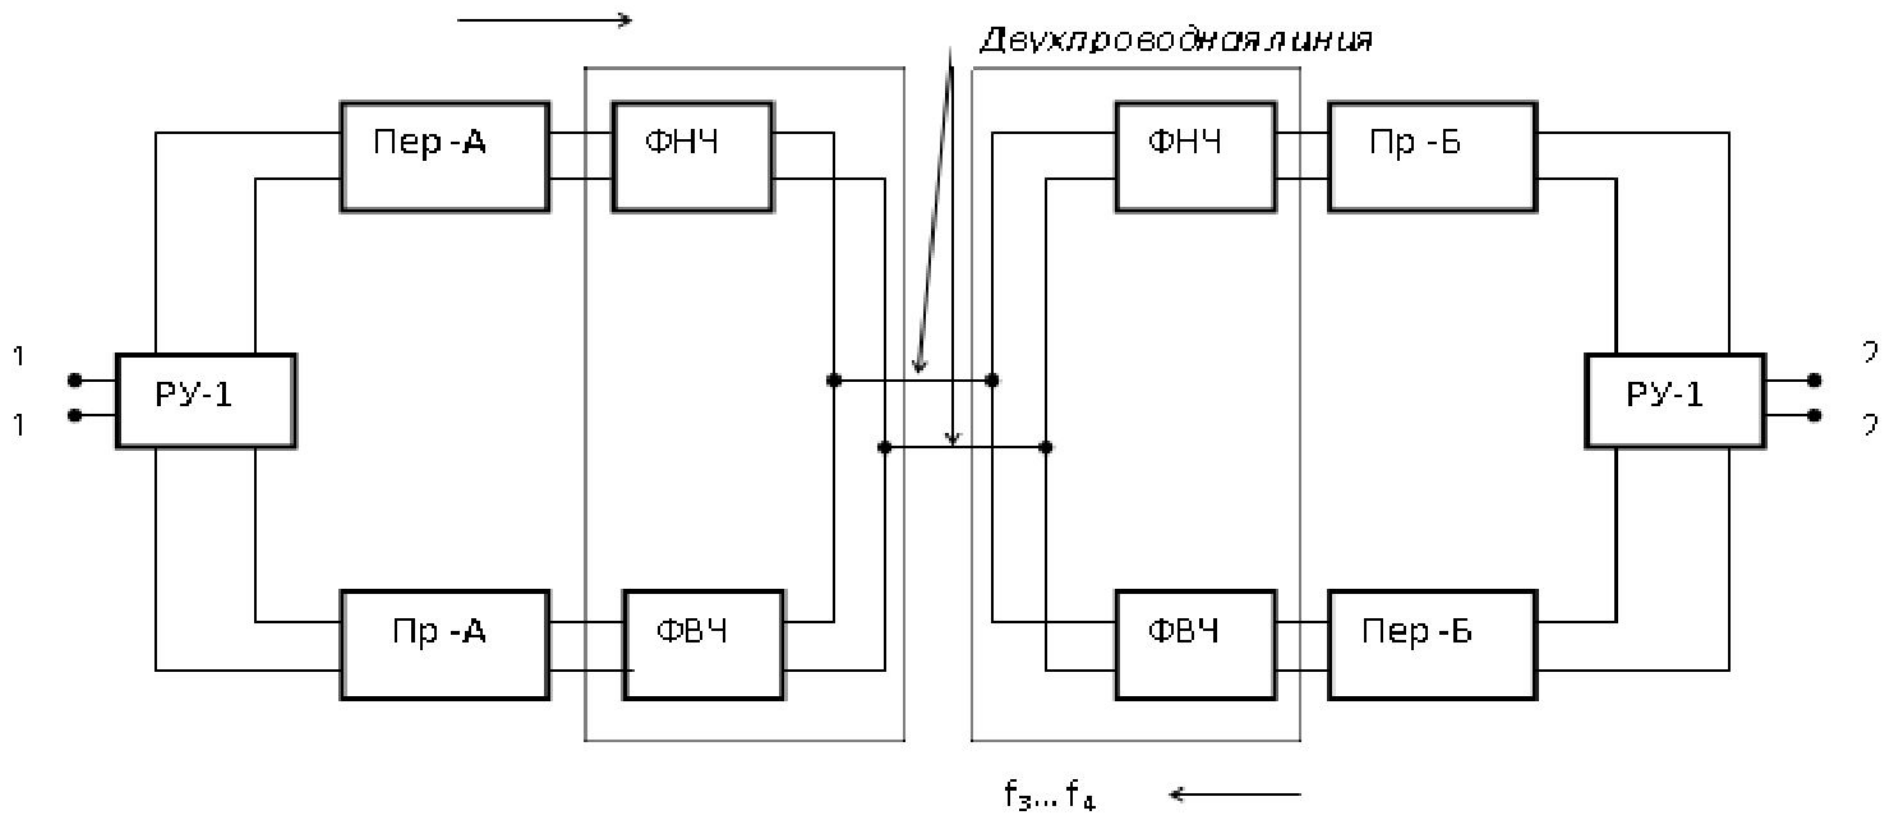 Двухпроводная линия
Пер -А
ФНЧ
ФНЧ
Пр -Б
1
РУ-1
1
2
РУ-1
2
Пр -А
ФВЧ
ФВЧ
Пер -Б
f₃... f₄